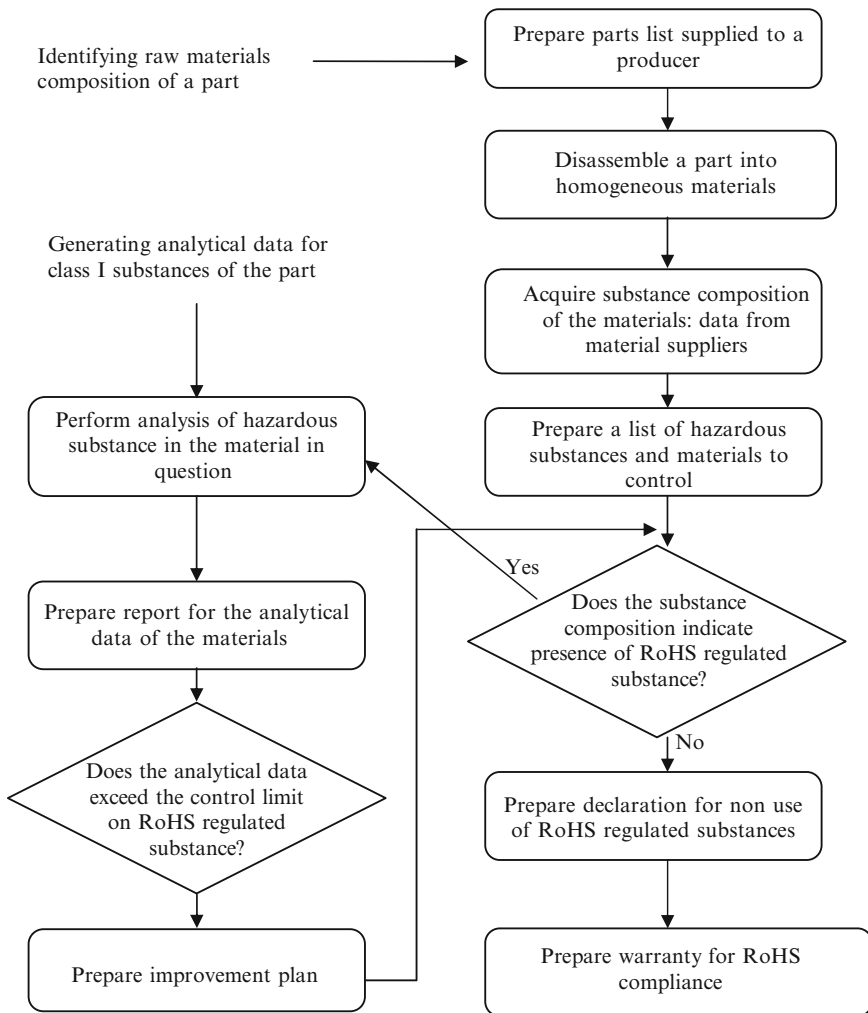 Identifying raw materials
composition of a part
Prepare parts list supplied to a
producer
Disassemble a part into
homogeneous materials
Generating analytical data for
class I substances of the part
Acquire substance composition
of the materials: data from
material suppliers
Perform analysis of hazardous
substance in the material in
question
Prepare a list of hazardous
substances and materials to
control
Yes
Prepare report for the analytical
data of the materials
Does the substance
composition indicate
presence of RoHS regulated
substance?
No
Does the analytical data
exceed the control limit
on RoHS regulated
substance?
Prepare declaration for non use
of RoHS regulated substances
Prepare improvement plan
Prepare warranty for RoHS
compliance